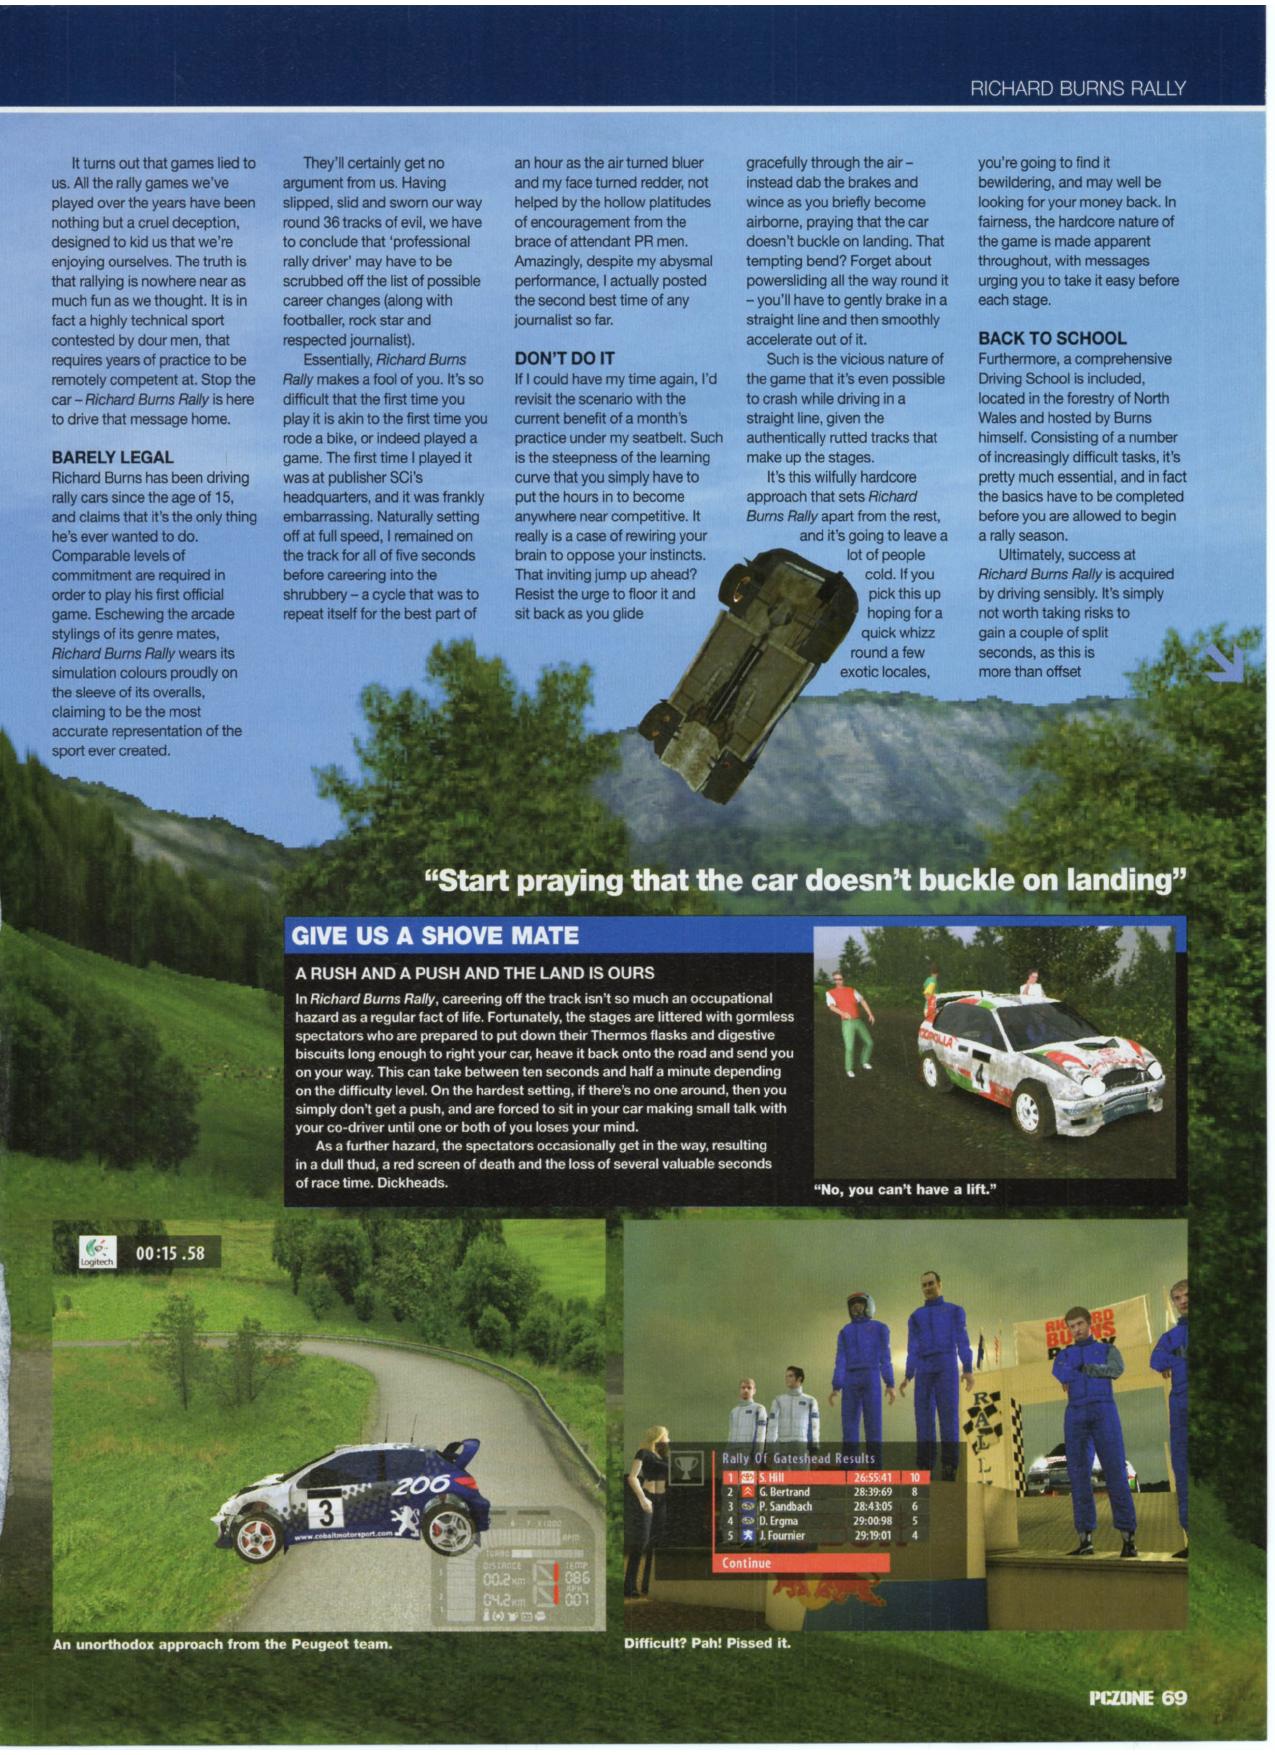 RICHARD BURNS RALLY
It turns out that games lied to
us. All the rally games we've
played over the years have been
nothing but a cruel deception,
designed to kid us that we're
enjoying ourselves. The truth is
that rallying is nowhere near as
much fun as we thought. It is in
fact a highly technical sport
contested by dour men, that
requires years of practice to be
remotely competent at. Stop the
car – Richard Burns Rally is here
to drive that message home.
BARELY LEGAL
Richard Burns has been driving
rally cars since the age of 15,
and claims that it's the only thing
he's ever wanted to do.
Comparable levels of
commitment are required in
order to play his first official
game. Eschewing the arcade
stylings of its genre mates,
Richard Burns Rally wears its
simulation colours proudly on
the sleeve of its overalls,
claiming to be the most
accurate representation of the
sport ever created.
They'll certainly get no
argument from us. Having
slipped, slid and sworn our way
round 36 tracks of evil, we have
to conclude that 'professional
rally driver' may have to be
scrubbed off the list of possible
career changes (along with
footballer, rock star and
respected journalist).
Essentially, Richard Burns
Rally makes a fool of you. It's so
difficult that the first time you
play it is akin to the first time you
rode a bike, or indeed played a
game. The first time I played it
was at publisher SCi's
headquarters, and it was frankly
embarrassing. Naturally setting
off at full speed, I remained on
the track for all of five seconds
before careering into the
shrubbery – a cycle that was to
repeat itself for the best part of
an hour as the air turned bluer
and my face turned redder, not
helped by the hollow platitudes
of encouragement from the
brace of attendant PR men.
Amazingly, despite my abysmal
performance, I actually posted
the second best time of any
journalist so far.
DON'T DO IT
If I could have my time again, I'd
revisit the scenario with the
current benefit of a month's
practice under my seatbelt. Such
is the steepness of the learning
curve that you simply have to
put the hours in to become
anywhere near competitive. It
really is a case of rewiring your
brain to oppose your instincts.
That inviting jump up ahead?
Resist the urge to floor it and
sit back as you glide
gracefully through the air –
instead dab the brakes and
wince as you briefly become
airborne, praying that the car
doesn't buckle on landing. That
tempting bend? Forget about
powersliding all the way round it
– you'll have to gently brake in a
straight line and then smoothly
accelerate out of it.
Such is the vicious nature of
the game that it's even possible
to crash while driving in a
straight line, given the
authentically rutted tracks that
make up the stages.
It's this wilfully hardcore
approach that sets Richard
Burns Rally apart from the rest,
and it's going to leave a
lot of people
cold. If you
pick this up
hoping for a
quick whizz
round a few
exotic locales,
you're going to find it
bewildering, and may well be
looking for your money back. In
fairness, the hardcore nature of
the game is made apparent
throughout, with messages
urging you to take it easy before
each stage.
BACK TO SCHOOL
Furthermore, a comprehensive
Driving School is included,
located in the forestry of North
Wales and hosted by Burns
himself. Consisting of a number
of increasingly difficult tasks, it's
pretty much essential, and in fact
the basics have to be completed
before you are allowed to begin
a rally season.
Ultimately, success at
Richard Burns Rally is acquired
by driving sensibly. It's simply
not worth taking risks to
gain a couple of split
seconds, as this is
more than offset
"Start praying that the car doesn't buckle on landing"
GIVE US A SHOVE MATE
A RUSH AND A PUSH AND THE LAND IS OURS
In Richard Burns Rally, careering off the track isn't so much an occupational
hazard as a regular fact of life. Fortunately, the stages are littered with gormless
spectators who are prepared to put down their Thermos flasks and digestive
biscuits long enough to right your car, heave it back onto the road and send you
on your way. This can take between ten seconds and half a minute depending
on the difficulty level. On the hardest setting, if there's no one around, then you
simply don't get a push, and are forced to sit in your car making small talk with
your co-driver until one or both of you loses your mind.
As a further hazard, the spectators occasionally get in the way, resulting
in a dull thud, a red screen of death and the loss of several valuable seconds
of race time. Dickheads.
COROLLA
4
"No, you can't have a lift."
Logitech
00:15.58
206
3
www.cobaltmotorsport.com
RPM
TURBO
DISTANCE TEMP
00.2KM 086
04.2KM 007
An unorthodox approach from the Peugeot team.
RICHARD
BURNS
RALLY
RALLY
Rally Of Gateshead Results
1 S. Hill 26:55:41 10
2 G. Bertrand 28:39:69 8
3 P. Sandbach 28:43:05 6
4 D. Ergma 29:00:98 5
5 J. Fournier 29:19:01 4
Continue
Difficult? Pah! Pissed it.
PCZONE 69